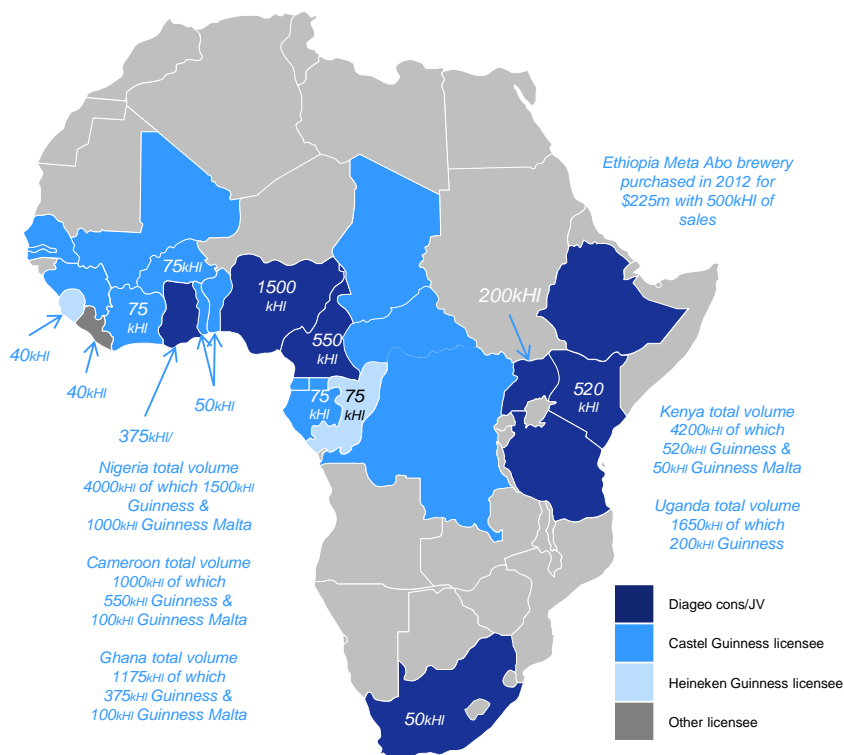 Ethiopia Meta Abo brewery
purchased in 2012 for
$225m with 500kHl of
sales
75kHl
1500
kHl
200kHl
75
kHl
550
kHl
40kHl
40kHl
50kHl
75
kHl
75
kHl
520
kHl
375kHl/
Kenya total volume
4200kHl of which
520kHl Guinness &
50kHl Guinness Malta
Nigeria total volume
4000kHl of which 1500kHl
Guinness &
1000kHl Guinness Malta
Uganda total volume
1650kHl of which
200kHl Guinness
Cameroon total volume
1000kHl of which
550kHl Guinness &
100kHl Guinness Malta
Ghana total volume
1175kHl of which
375kHl Guinness &
100kHl Guinness Malta
50kHl
Diageo cons/JV
Castel Guinness licensee
Heineken Guinness licensee
Other licensee